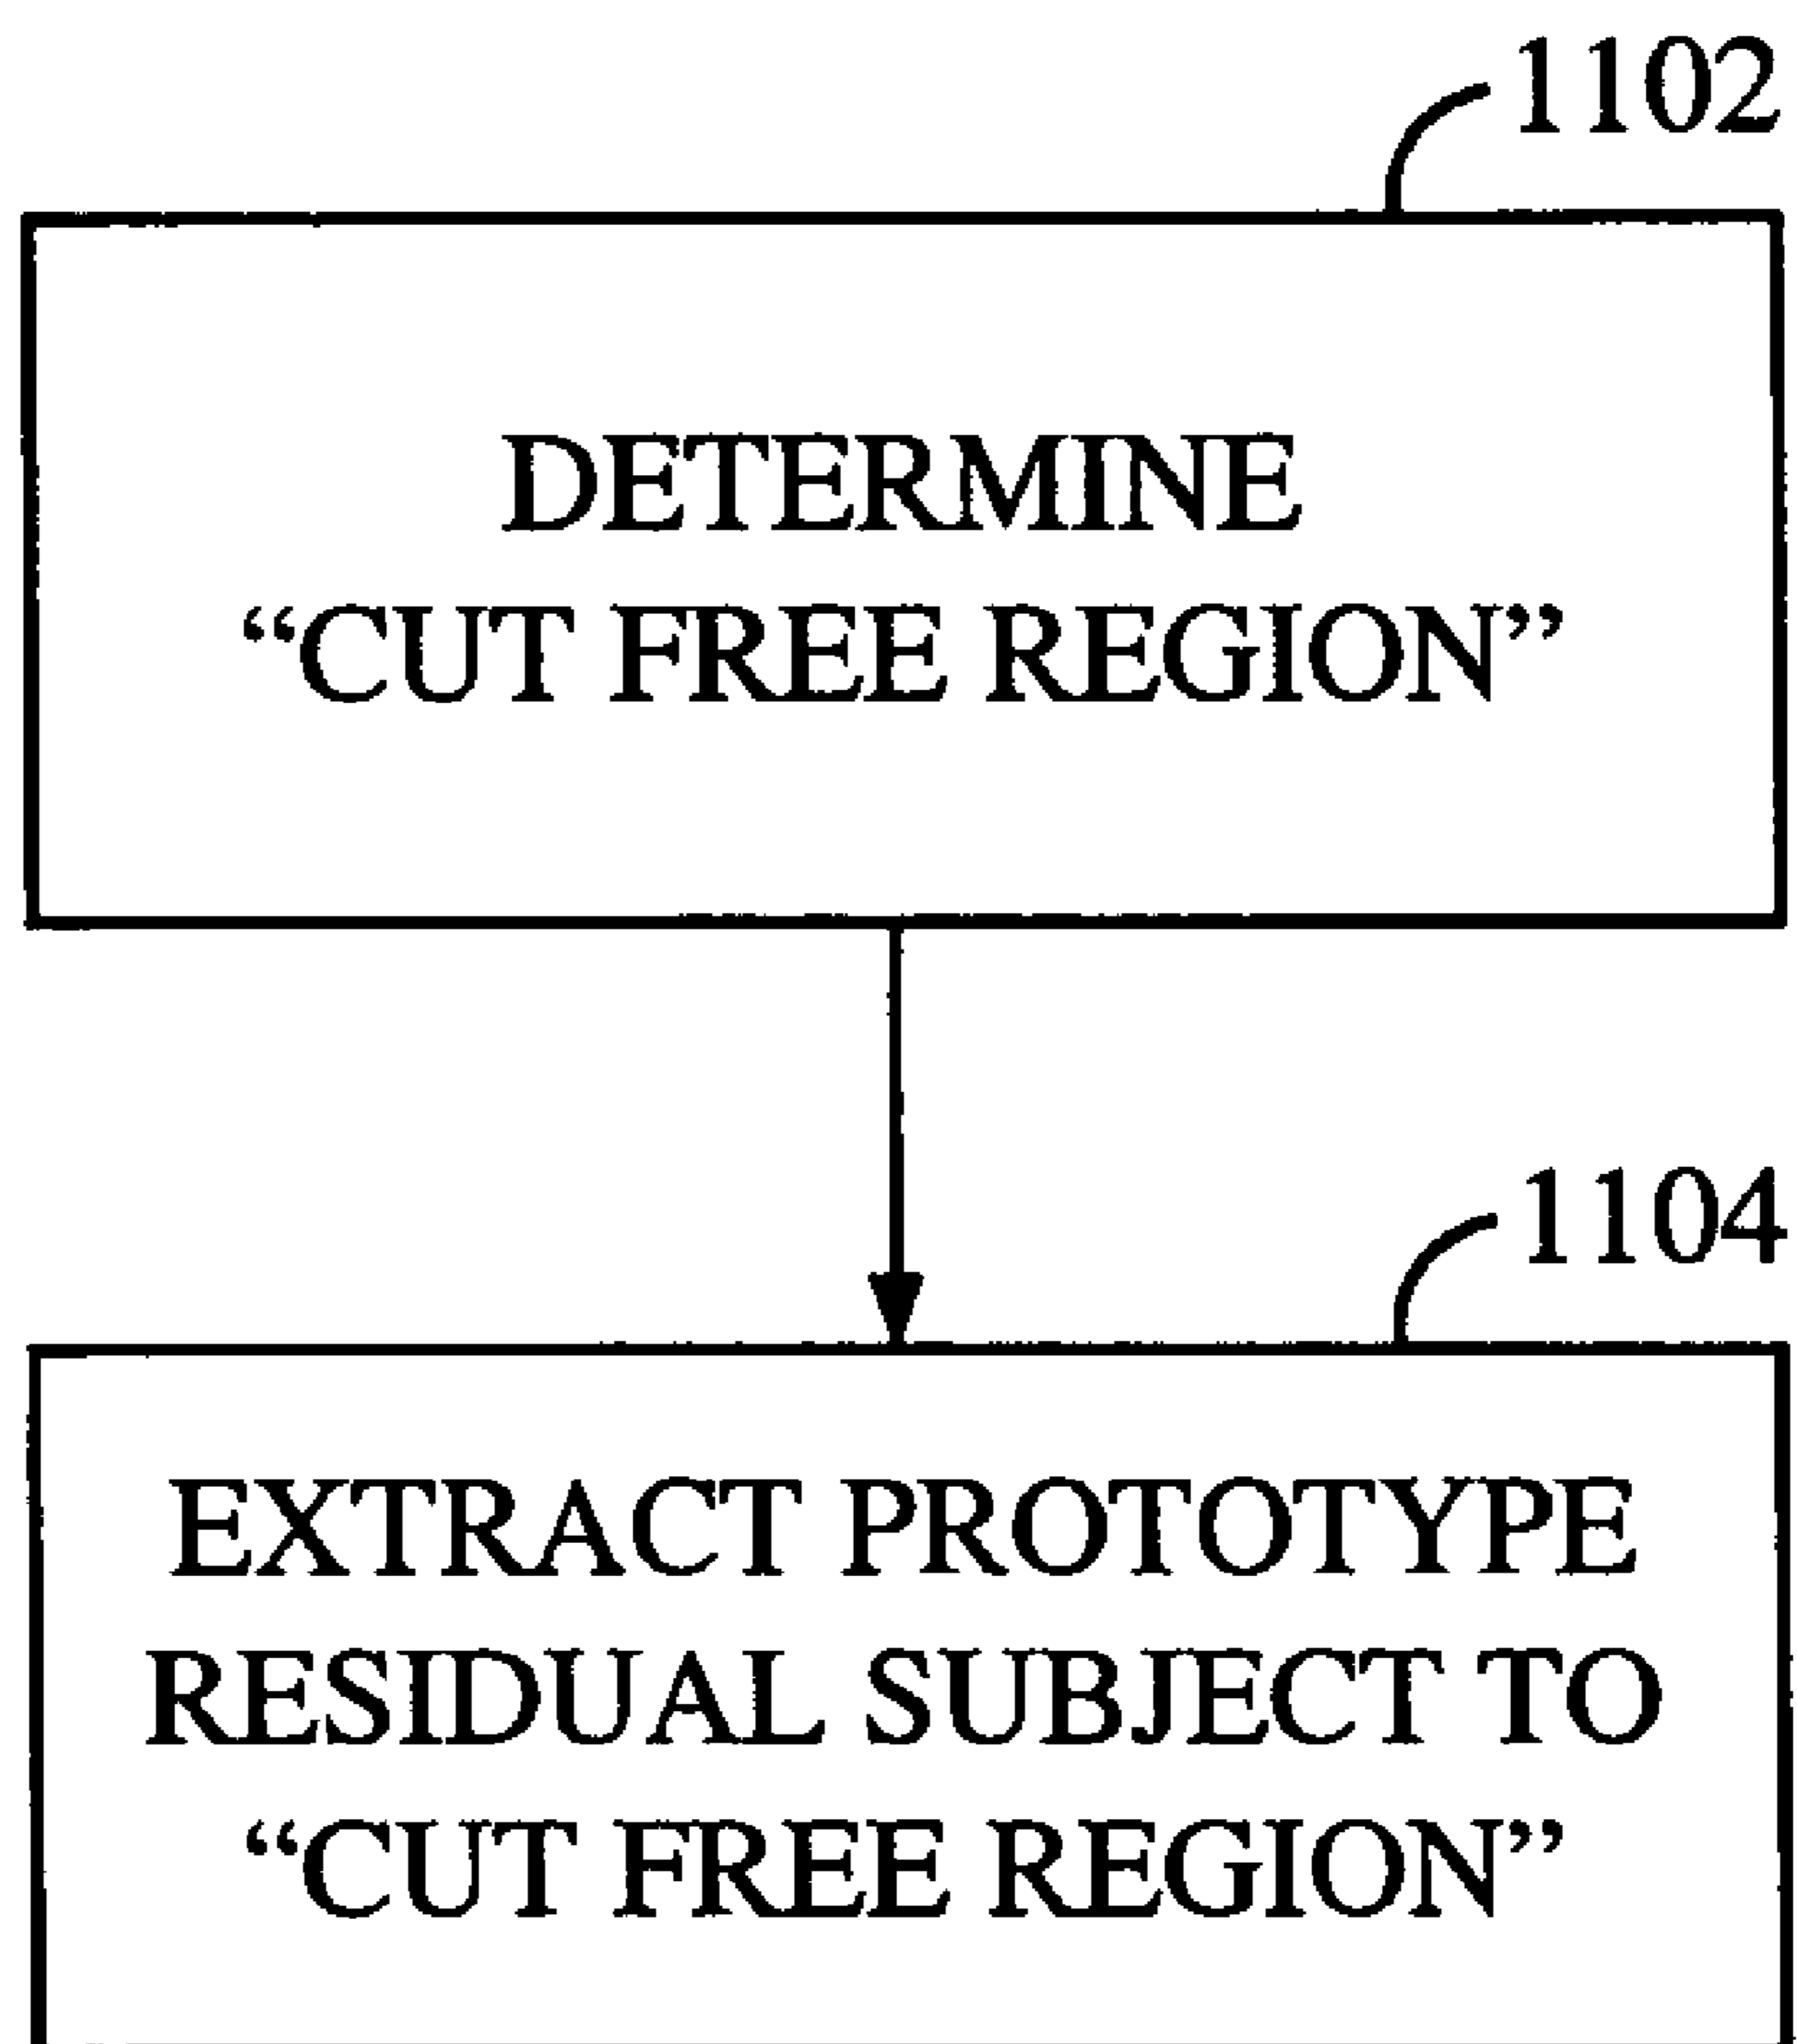 1102
DETERMINE
“CUT FREE REGION”
1104
EXTRACT PROTOTYPE
RESIDUAL SUBJECT TO
“CUT FREE REGION”